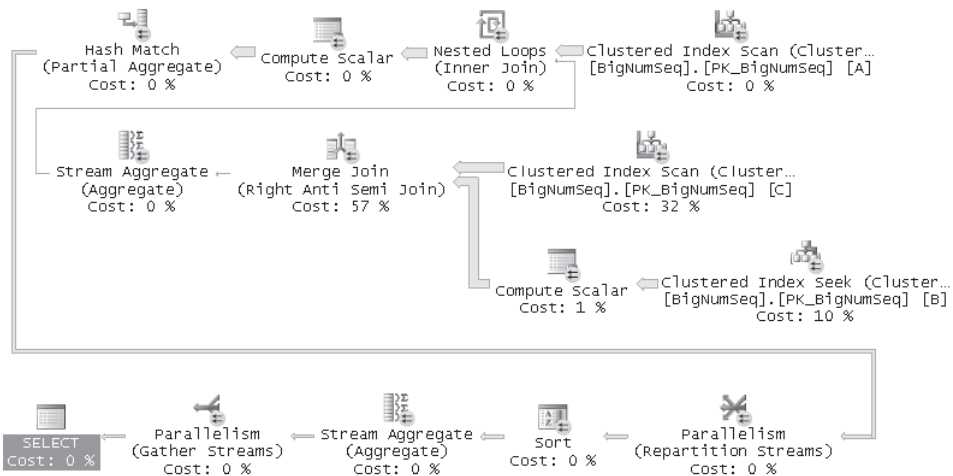 Hash Match
(Partial Aggregate)
Cost: 0 %
Compute Scalar
Cost: 0 %
Nested Loops
(Inner Join)
Cost: 0 %
Clustered Index Scan (Cluster…
[BigNumSeq].[PK_BigNumSeq] [A]
Cost: 0 %
Stream Aggregate
(Aggregate)
Cost: 0 %
Merge Join
(Right Anti Semi Join)
Cost: 57 %
Clustered Index Scan (Cluster…
[BigNumSeq].[PK_BigNumSeq] [C]
Cost: 32 %
Compute Scalar
Cost: 1 %
Clustered Index Seek (Cluster…
[BigNumSeq].[PK_BigNumSeq] [B]
Cost: 10 %
SELECT
Cost: 0 %
Parallelism
(Gather Streams)
Cost: 0 %
Stream Aggregate
(Aggregate)
Cost: 0 %
Sort
Cost: 0 %
Parallelism
(Repartition Streams)
Cost: 0 %